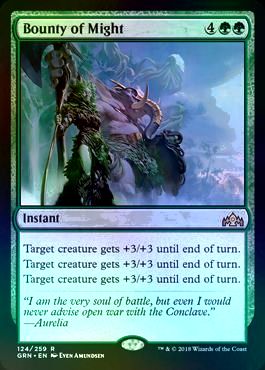 Bounty of Might 4
Instant
Target creature gets +3/+3 until end of turn.
Target creature gets +3/+3 until end of turn.
Target creature gets +3/+3 until end of turn.
"I am the very soul of battle, but even I would
never advise open war with the Conclave."
—Aurelia
124/259 R
GRN • EN Even Amundsen
™ & © 2018 Wizards of the Coast